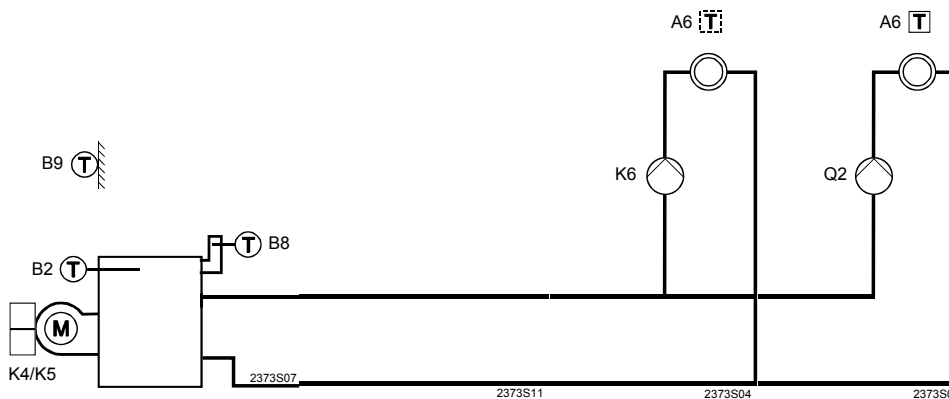 A6 T
A6 T
B9 T
K6
Q2
B2 T
T B8
M
K4/K5
2373S07
2373S11
2373S04